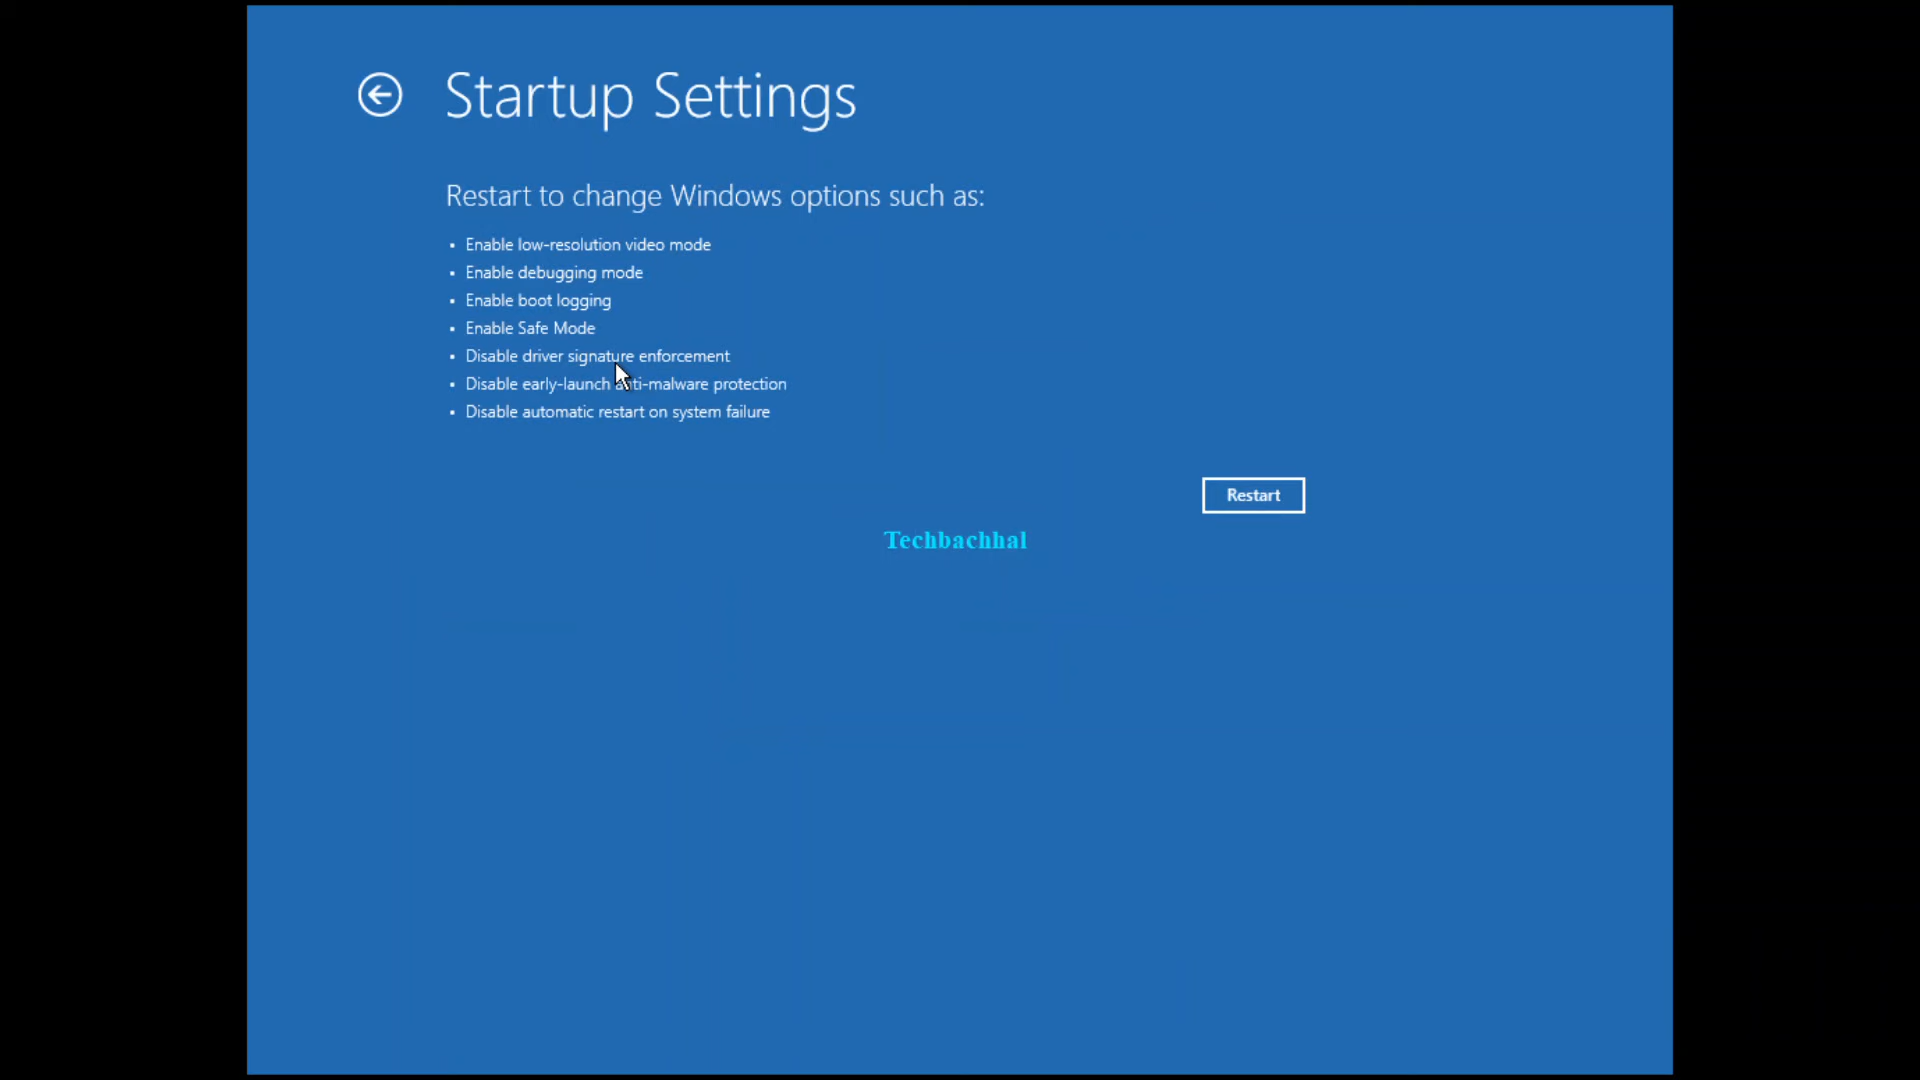 Startup Settings
Restart to change Windows options such as:
• Enable low-resolution video mode
• Enable debugging mode
• Enable boot logging
• Enable Safe Mode
• Disable driver signature enforcement
• Disable early-launch anti-malware protection
• Disable automatic restart on system failure
Restart
Techbachhal